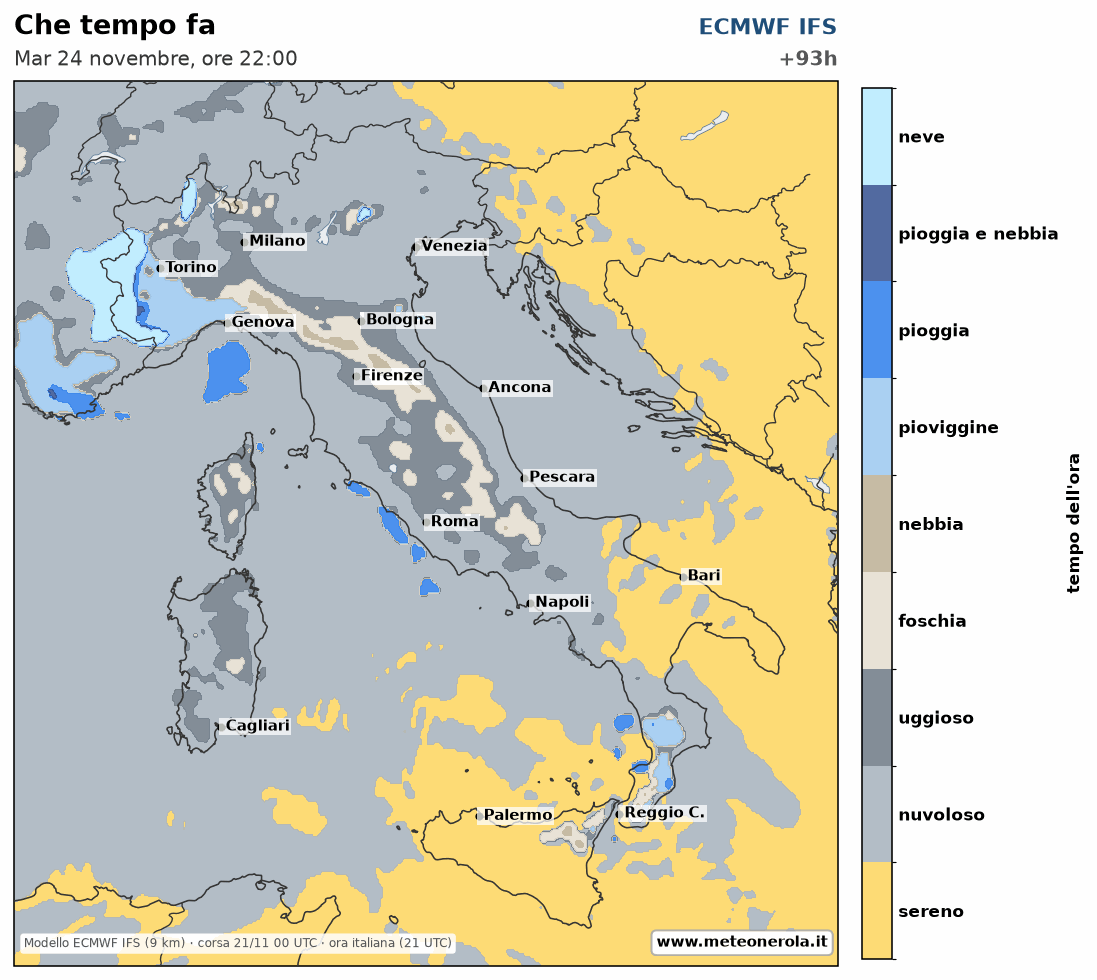 Che tempo fa
ECMWF IFS
Mar 24 novembre, ore 22:00
+93h
Milano
Venezia
Torino
Genova
Bologna
Firenze
Ancona
Pescara
Roma
Bari
Napoli
Cagliari
Palermo
Reggio C.
Modello ECMWF IFS (9 km) · corsa 21/11 00 UTC · ora italiana (21 UTC)
www.meteonerola.it
neve
pioggia e nebbia
pioggia
pioviggine
nebbia
foschia
uggioso
nuvoloso
sereno
tempo dell'ora